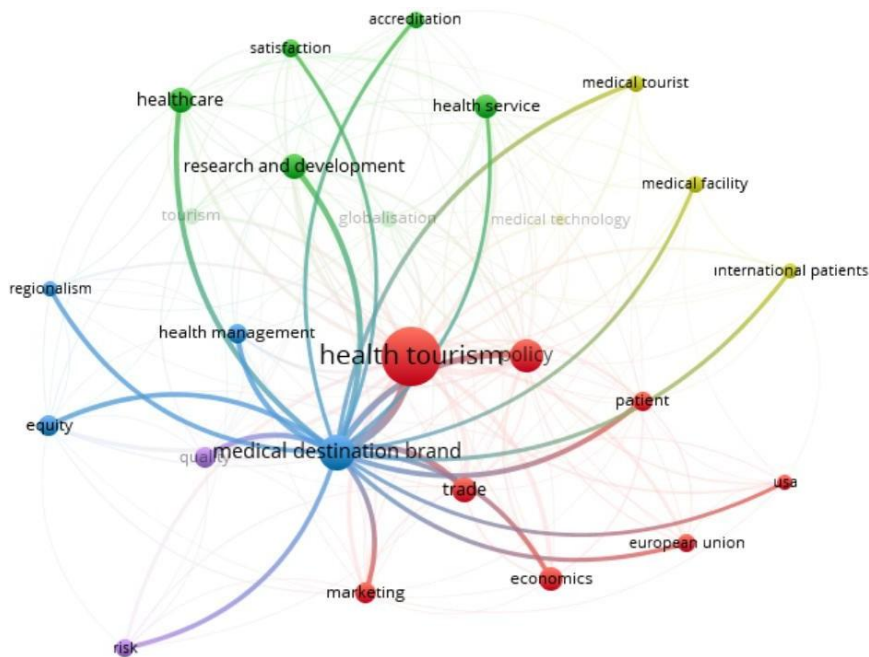 accreditation
satisfaction
medical tourist
healthcare
health service
research and development
medical facility
tourism
globalisation
medical technology
international patients
regionalism
health management
health tourism
policy
patient
equity
medical destination brand
quality
trade
usa
european union
economics
marketing
risk